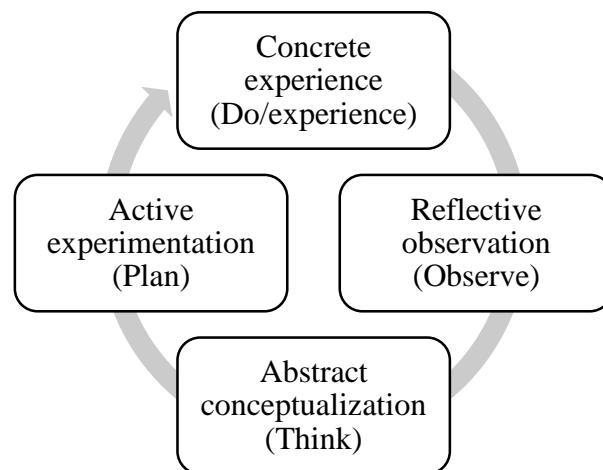 Concrete
experience
(Do/experience)
Reflective
observation
(Observe)
Abstract
conceptualization
(Think)
Active
experimentation
(Plan)